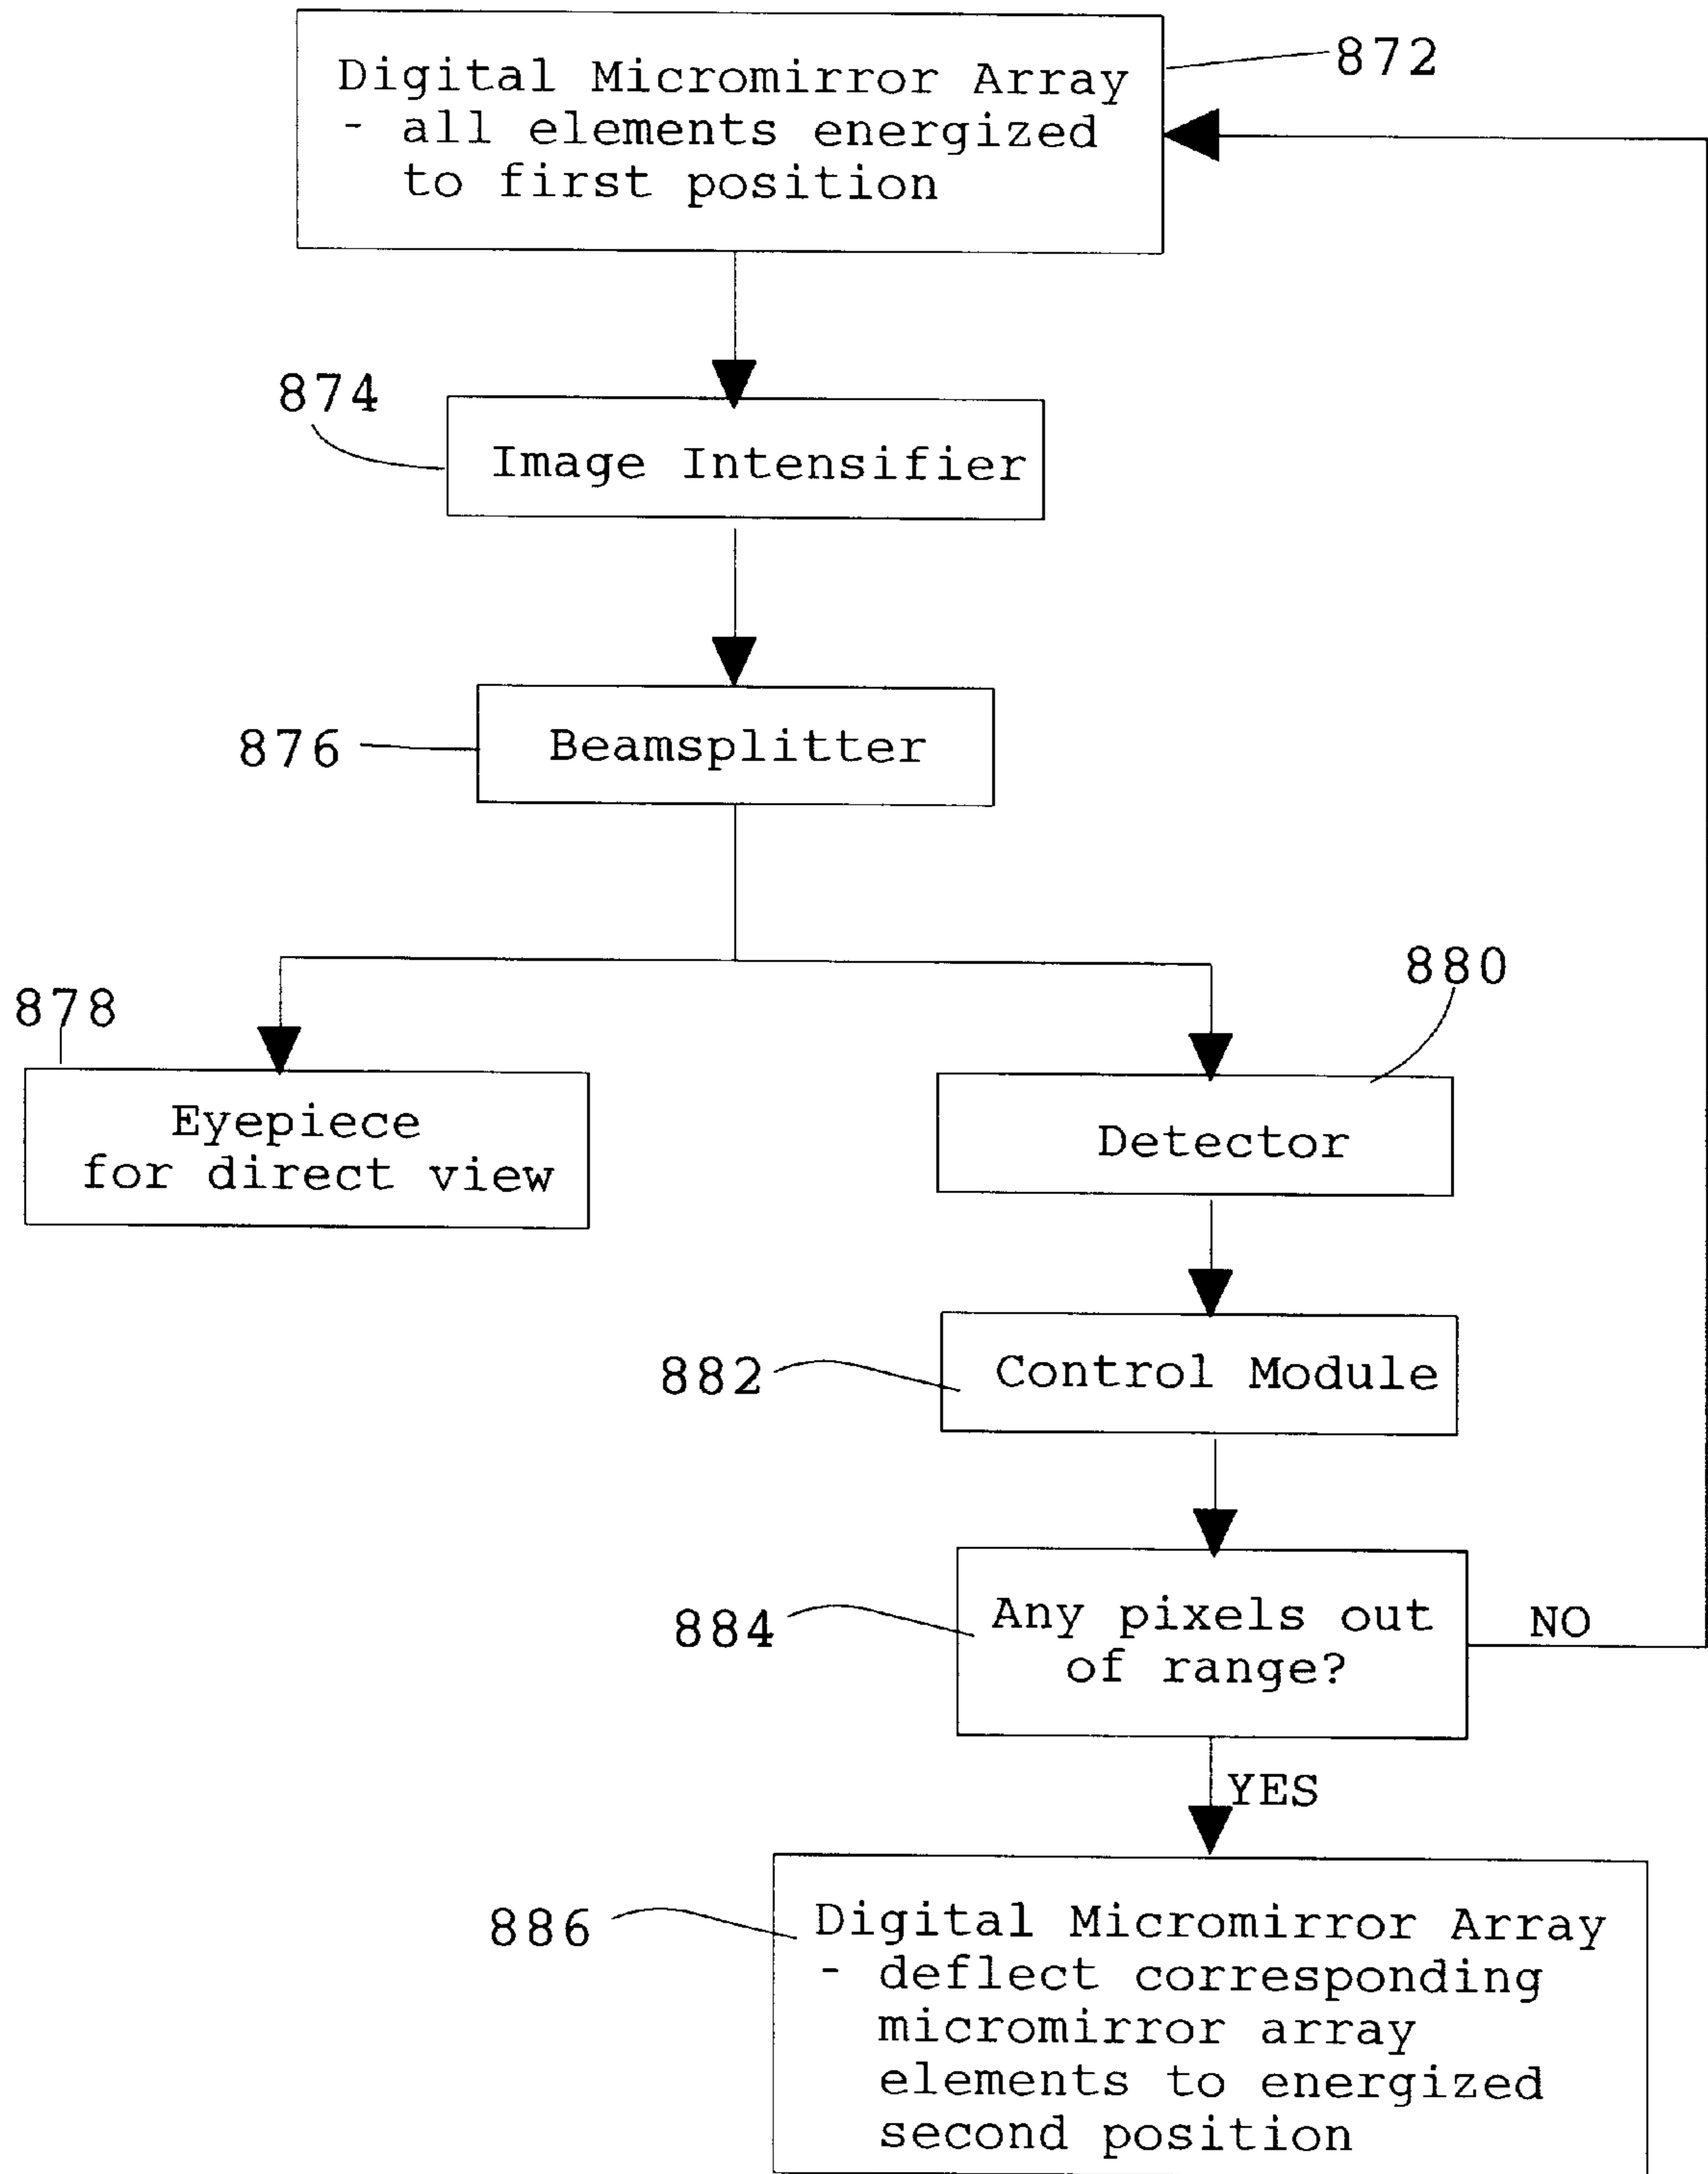 Digital Micromirror Array
- all elements energized
to first position
872
874
Image Intensifier
876
Beamsplitter
878
Eyepiece
for direct view
880
Detector
882
Control Module
884
Any pixels out
of range?
NO
YES
886
Digital Micromirror Array
- deflect corresponding
micromirror array
elements to energized
second position